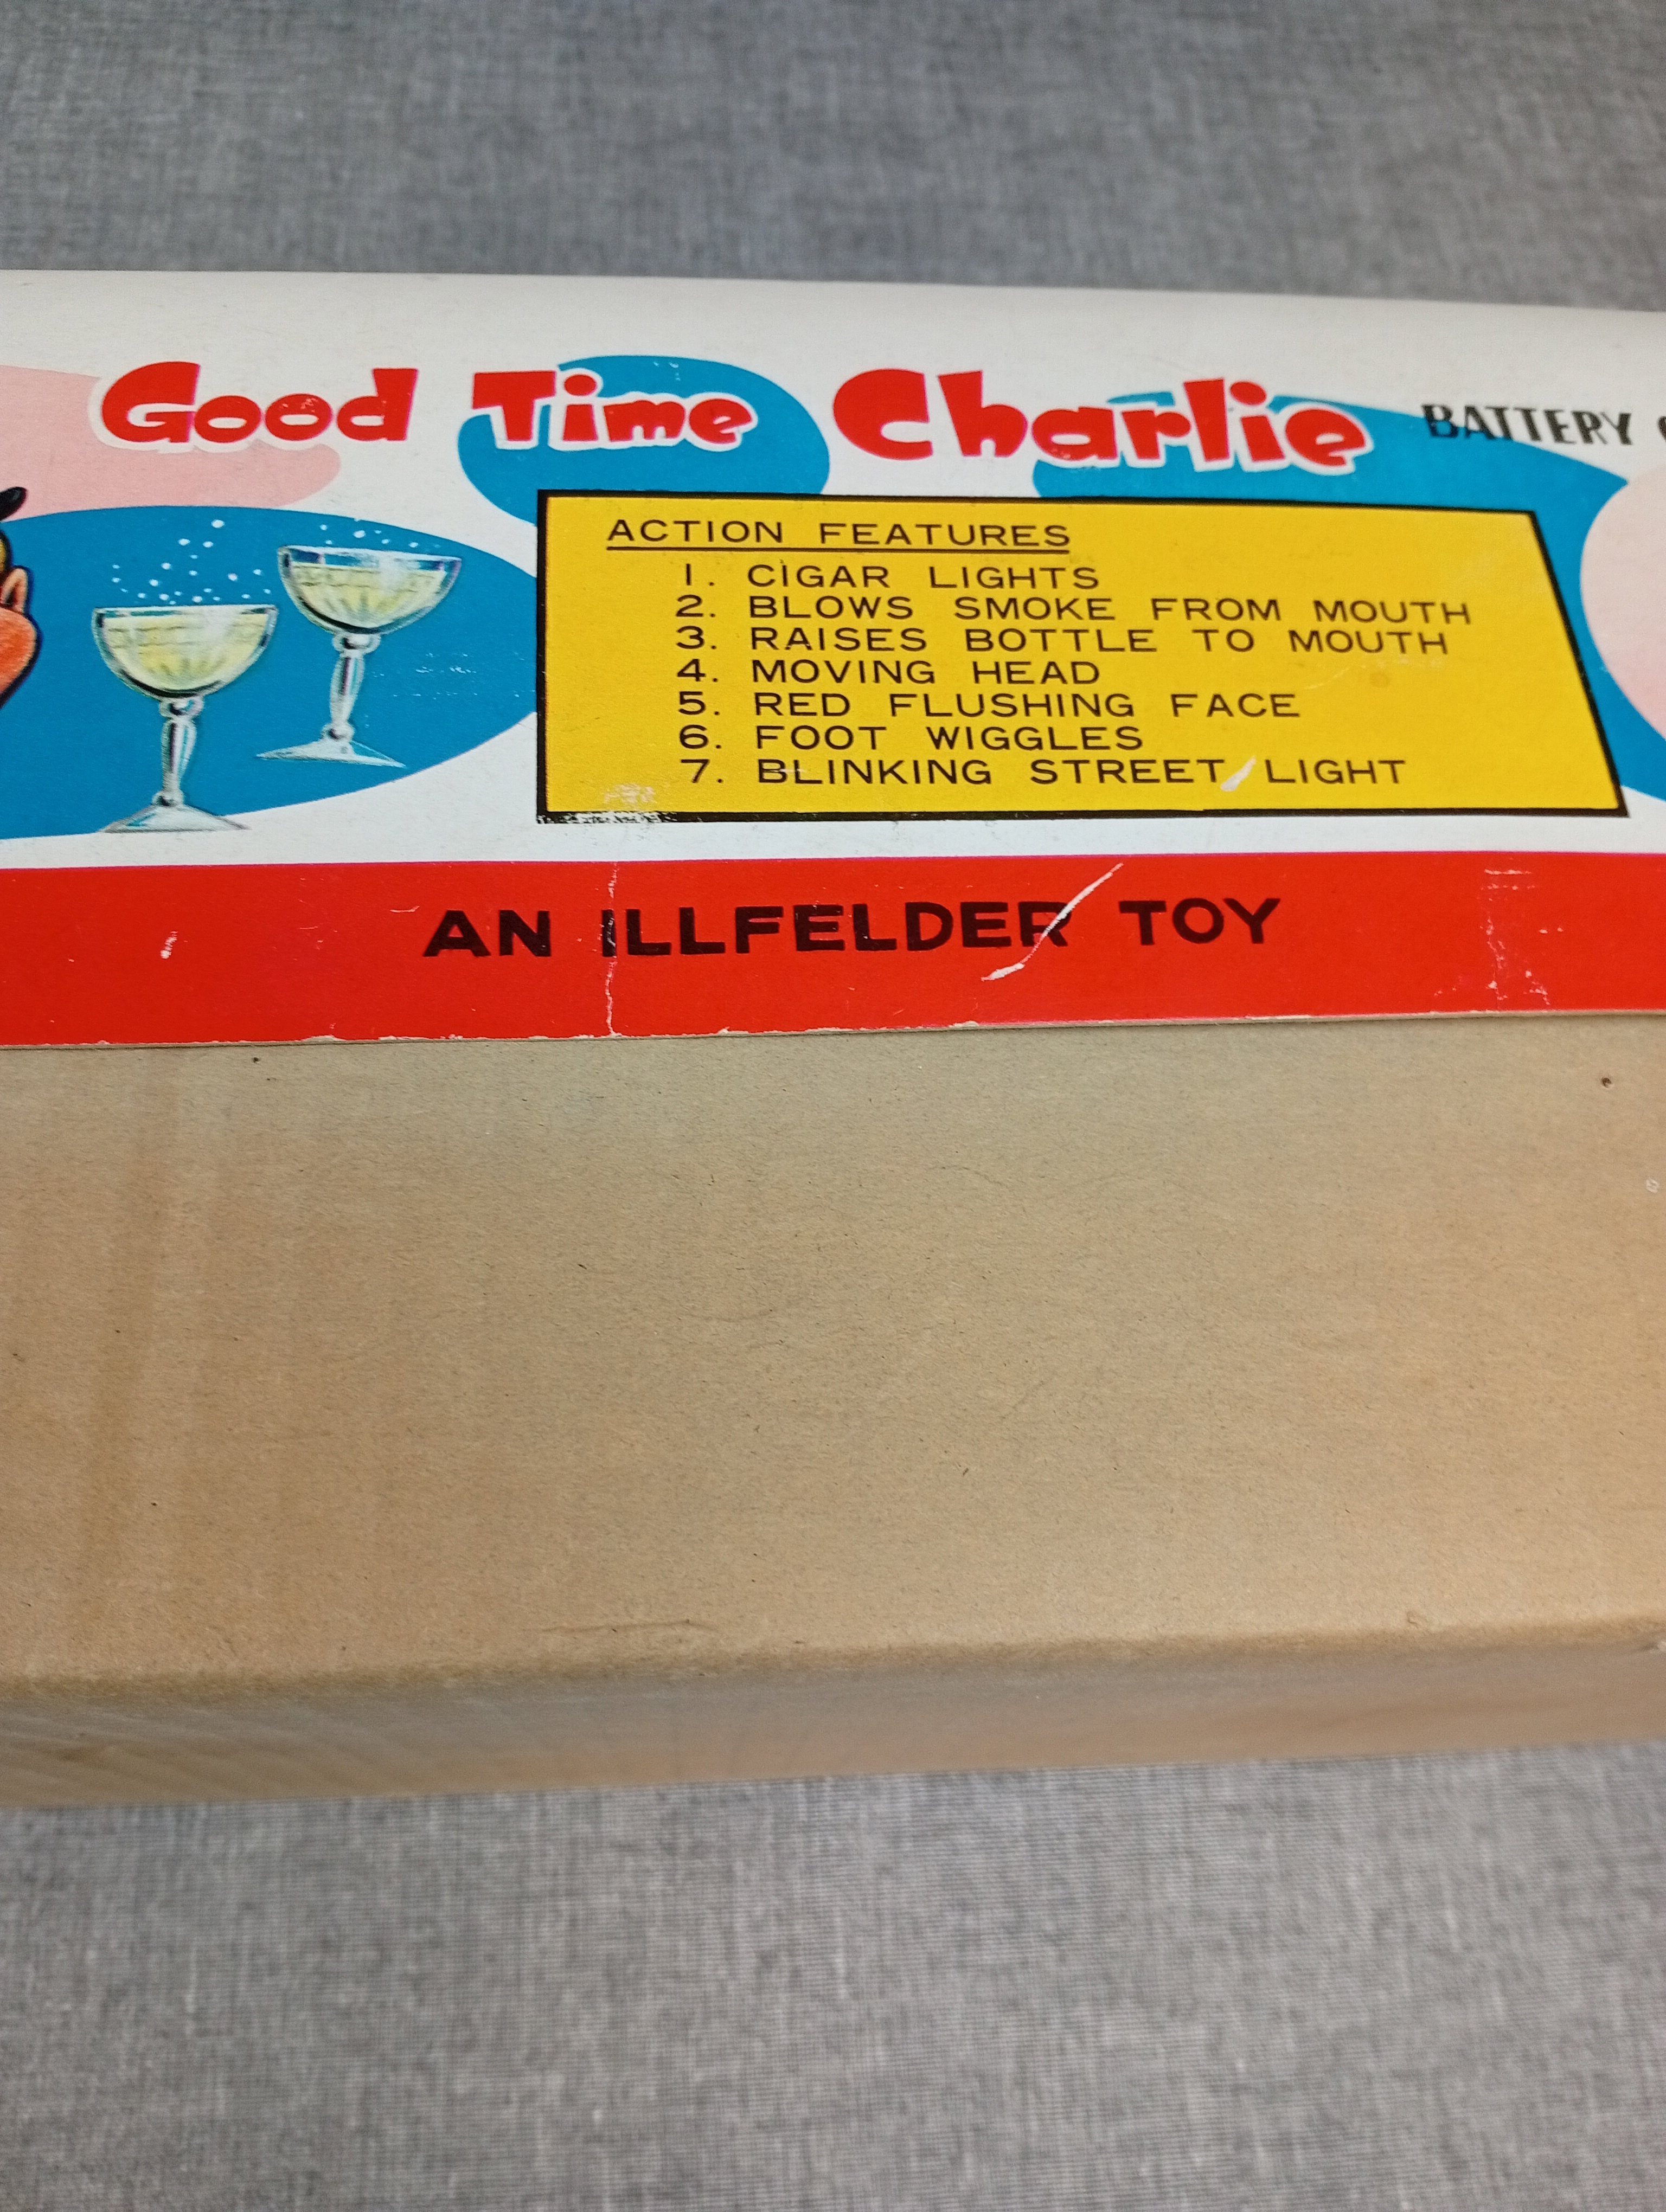 Good Time Charlie BATTERY
ACTION FEATURES
1. CIGAR LIGHTS
2. BLOWS SMOKE FROM MOUTH
3. RAISES BOTTLE TO MOUTH
4. MOVING HEAD
5. RED FLUSHING FACE
6. FOOT WIGGLES
7. BLINKING STREET LIGHT
AN ILLFELDER TOY